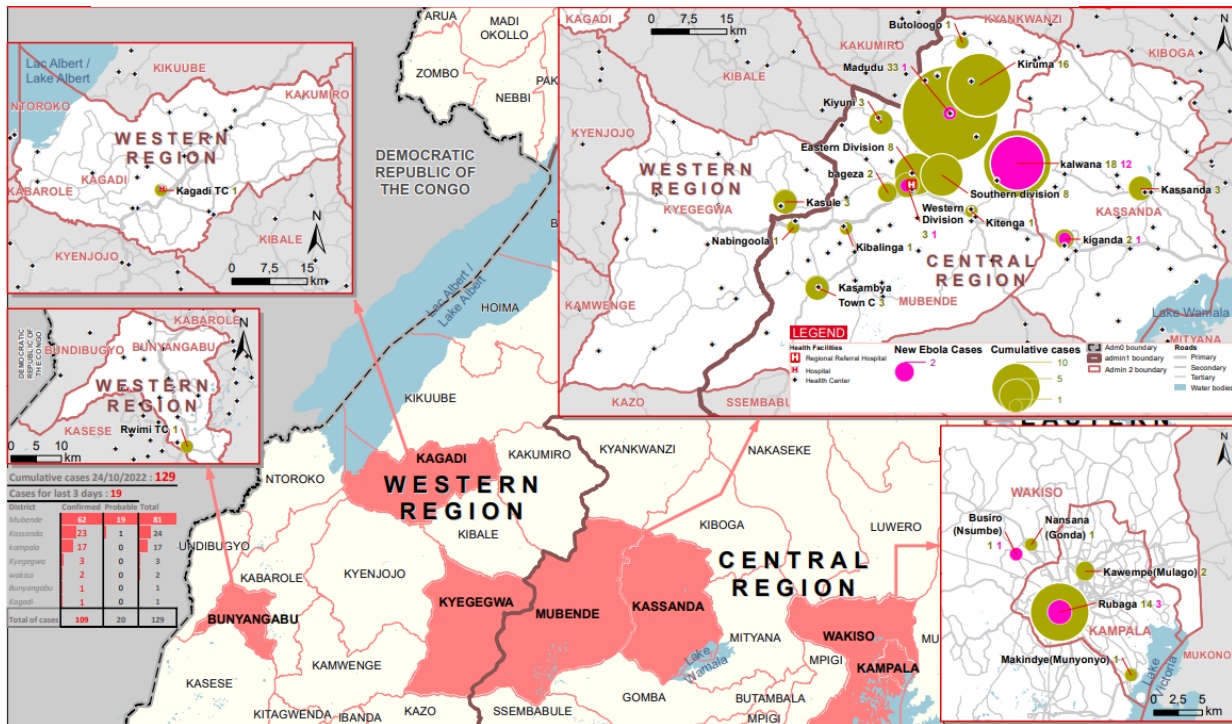 ARUA
MADI
OKOLLO
ZOMBO
NEBBI
PAK
DEMOCRATIC
REPUBLIC
OF THE CONGO
Lac Albert /
Lake Albert
HOIMA
KIKUUBE
NTOROKO
KAGADI
KAKUMIRO
WESTERN
REGION
KIBALE
KYANKWANZI
NAKASEKE
KIBOGA
LUWERO
CENTRAL
REGION
UNDIBUGYO
KABAROLE
KYENJOJO
BUNYANGABU
KYEGEGWA
MUBENDE
KASSANDA
MITYANA
WAKISO
MU
KAMWENGE
Lake
Wamala
MPIGI
KAMPALA
KASESE
GOMBA
BUTAMBALA
KITAGWENDA
IBANDA
KAZO
SSEMBABULE
MPIGI
EASTERN
Lac Albert /
Lake Albert
KIKUUBE
NTOROKO
KAKUMIRO
WESTERN
REGION
KAGADI
KABAROLE
Kagadi TC 1
N
KIBALE
KYENJOJO
0 7,5 15
km
DEMOCRATIC
REPUBLIC OF
THE CONGO
KABAROLE
BUNDIBUGYO
BUNYANGABU
N
WESTERN
REGION
KASESE
Rwimi TC 1
0 5 10
km
Cumulative cases 24/10/2022 : 129
Cases for last 3 days : 19
District Confirmed Probable Total
Mubende 62 19 81
Kassanda 23 1 24
kampala 17 0 17
Kyegegwa 3 0 3
wakiso 2 0 2
Bunyangabu 1 0 1
Kagadi 1 0 1
Total of cases 109 20 129
KAGADI
0 7,5 15
km
Butoloogo 1
KYANKWANZI
N
KAKUMIRO
KIBOGA
Madudu 33 1
Kiruma 16
KIBALE
Kiyuni 3
KYENJOJO
Eastern Division 8
WESTERN
REGION
bageza 2
kalwana 18 12
Kassanda 3
Southern division 8
KYEGEGWA
Kasule 3
Western
Division
3 1
Kitenga 1
KASSANDA
Nabingoola 1
Kibalinga 1
kiganda 2 1
CENTRAL
REGION
Kasambya
Town C 3
MUBENDE
KAMWENGE
Lake Wamala
MITYANA
KAZO
SSEMBABULE
LEGEND
Health Facilities
H Regional Referral Hospital
H Hospital
Health Center
New Ebola Cases
2
Cumulative cases
10
5
1
Adm0 boundary
admin1 boundary
Admin 2 boundary
Roads
Primary
Secondary
Tertiary
Water bodies
N
WAKISO
Busiro
(Nsumbe)
1 1
Nansana
(Gonda) 1
Kawempe(Mulago) 2
Rubaga 14 3
KAMPALA
MUKONO
Makindye(Munyonyo) 1
Lake
Victoria
0 2,5 5
km